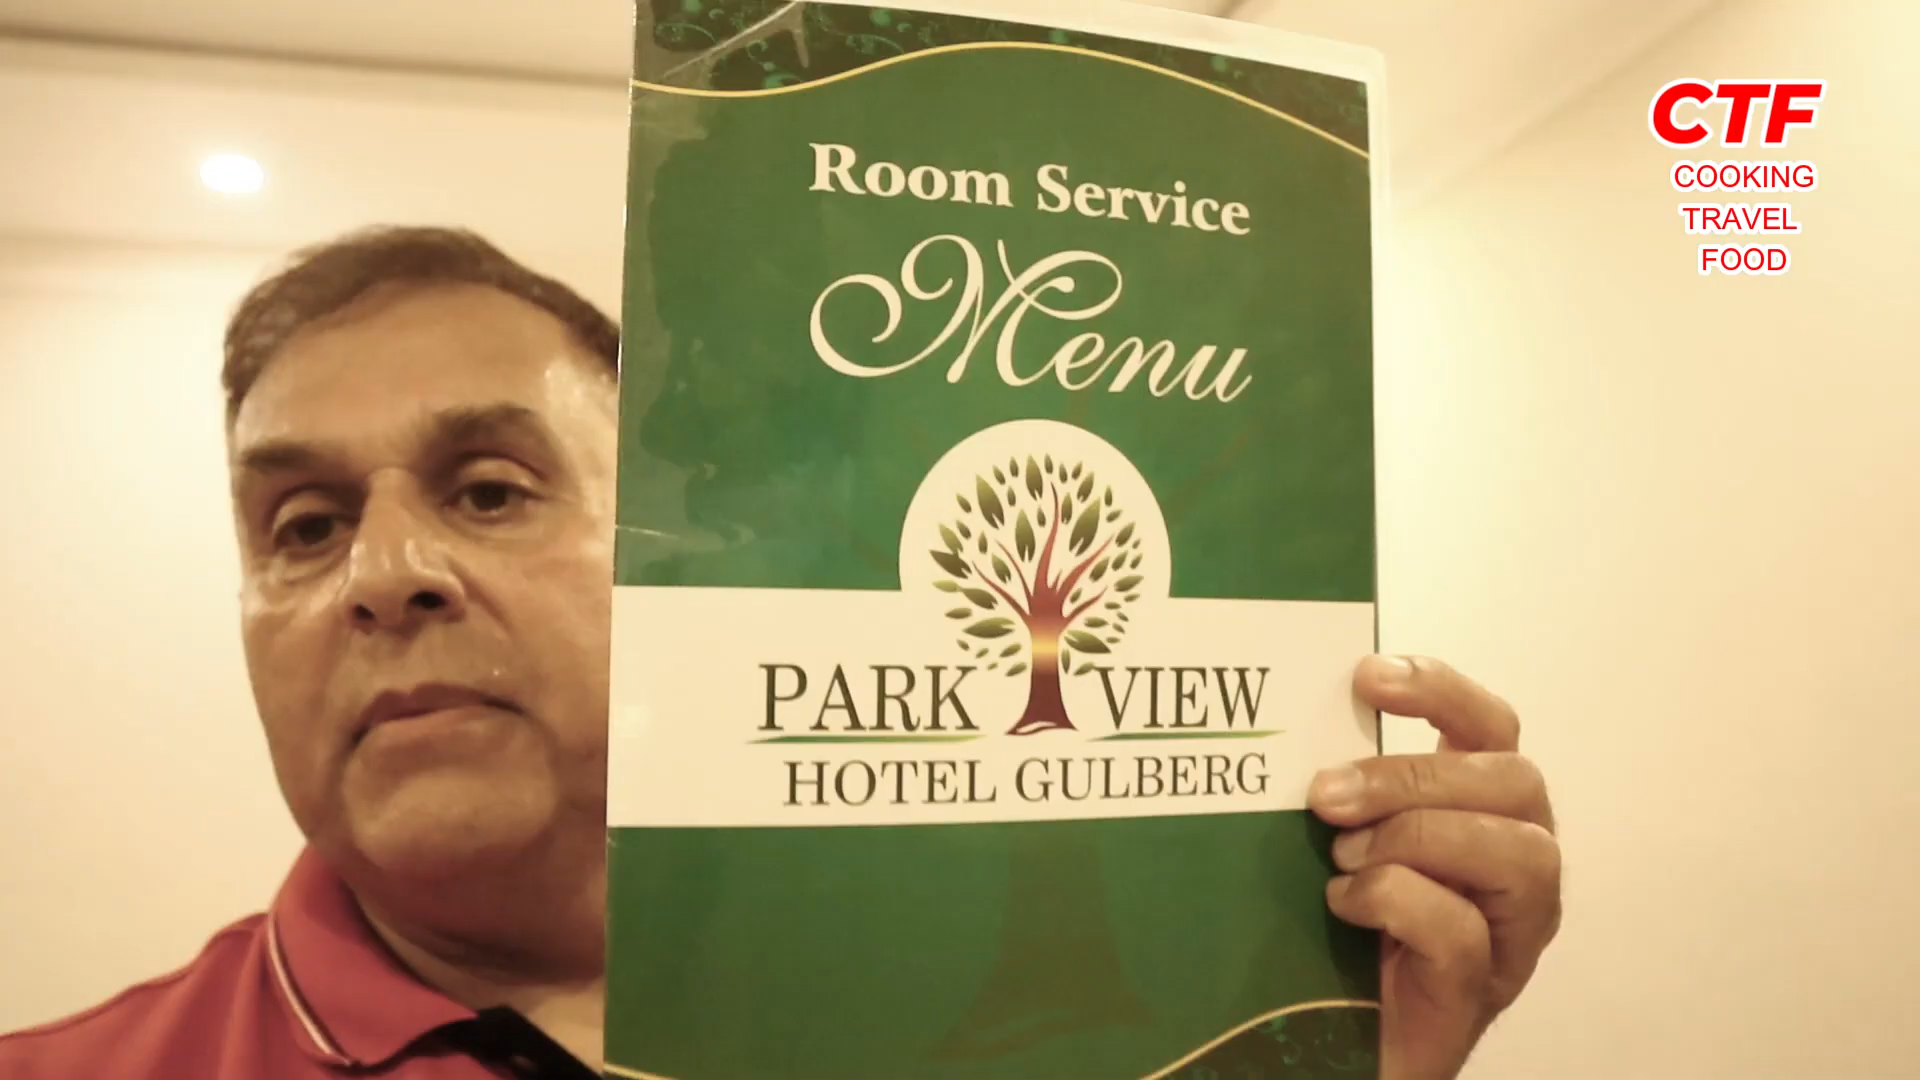 Room Service
Menu
PARK VIEW
HOTEL GULBERG
CTF
COOKING
TRAVEL
FOOD